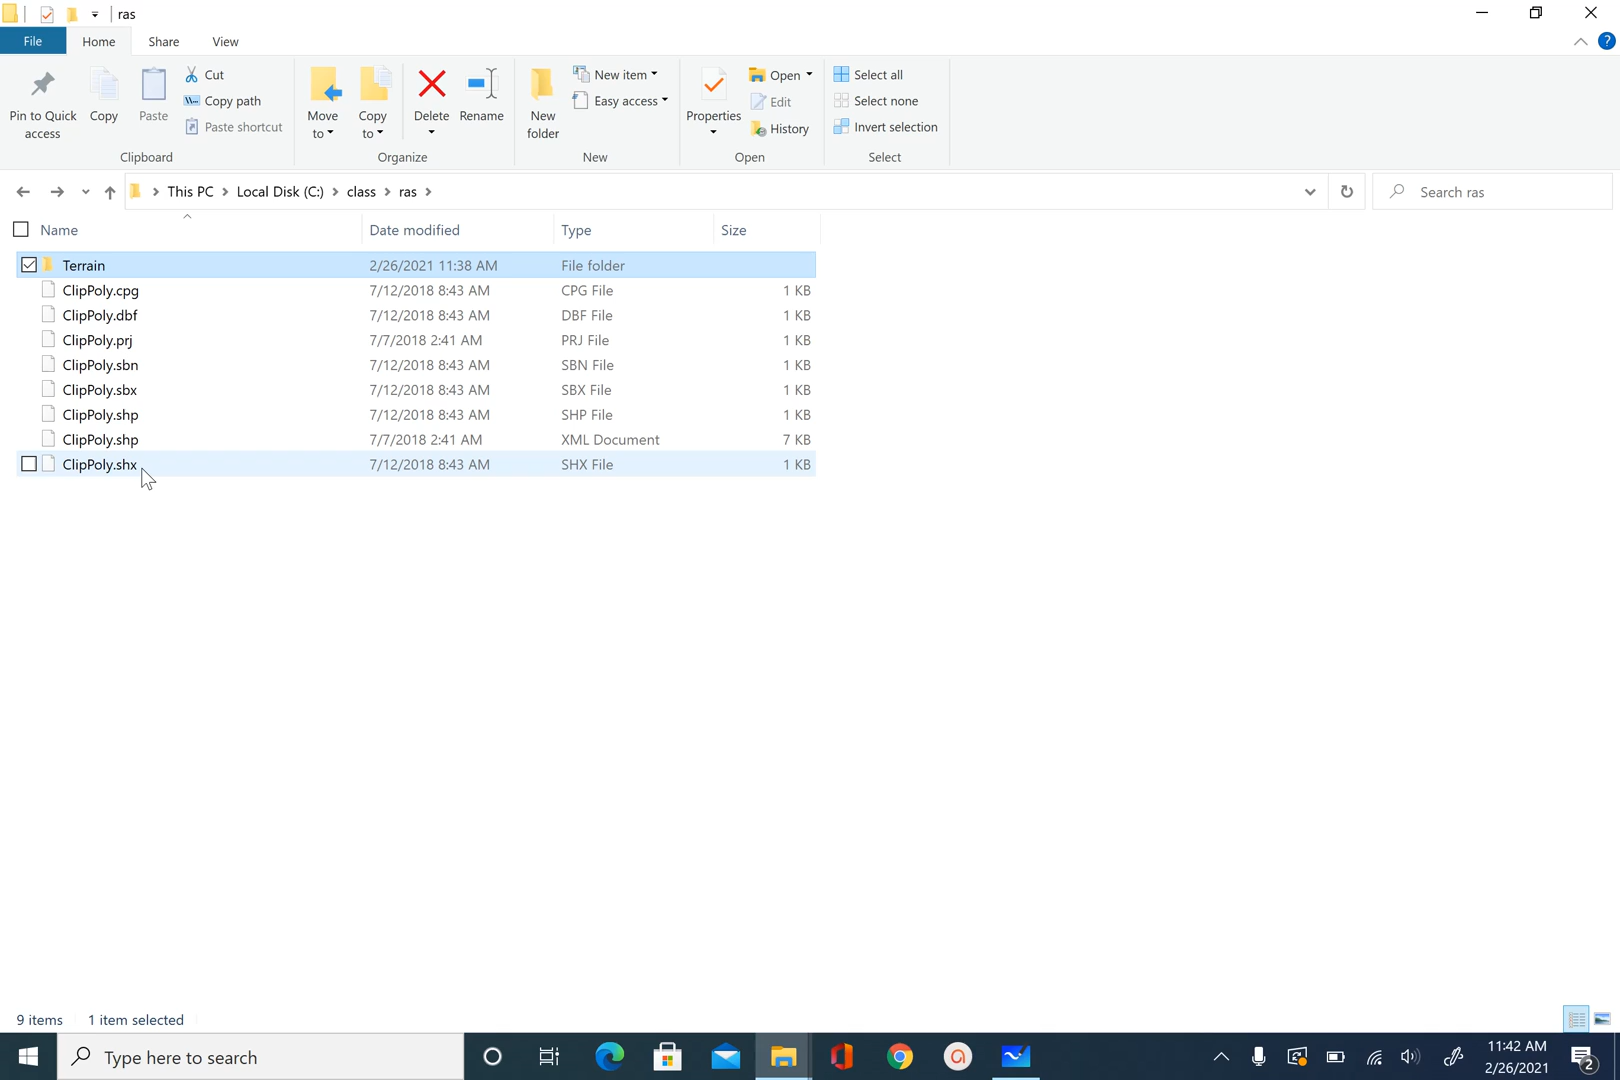 ras
File Home Share View
Pin to Quick access
Copy
Paste
Cut
Copy path
Paste shortcut
Clipboard
Move to
Copy to
Delete
Rename
Organize
New folder
New item
Easy access
New
Properties
Open
Edit
History
Open
Select all
Select none
Invert selection
Select
This PC Local Disk (C:) class ras
Search ras
Name Date modified Type Size
Terrain 2/26/2021 11:38 AM File folder
ClipPoly.cpg 7/12/2018 8:43 AM CPG File 1 KB
ClipPoly.dbf 7/12/2018 8:43 AM DBF File 1 KB
ClipPoly.prj 7/7/2018 2:41 AM PRJ File 1 KB
ClipPoly.sbn 7/12/2018 8:43 AM SBN File 1 KB
ClipPoly.sbx 7/12/2018 8:43 AM SBX File 1 KB
ClipPoly.shp 7/12/2018 8:43 AM SHP File 1 KB
ClipPoly.shp 7/7/2018 2:41 AM XML Document 7 KB
ClipPoly.shx 7/12/2018 8:43 AM SHX File 1 KB
9 items 1 item selected
Type here to search
11:42 AM
2/26/2021
2